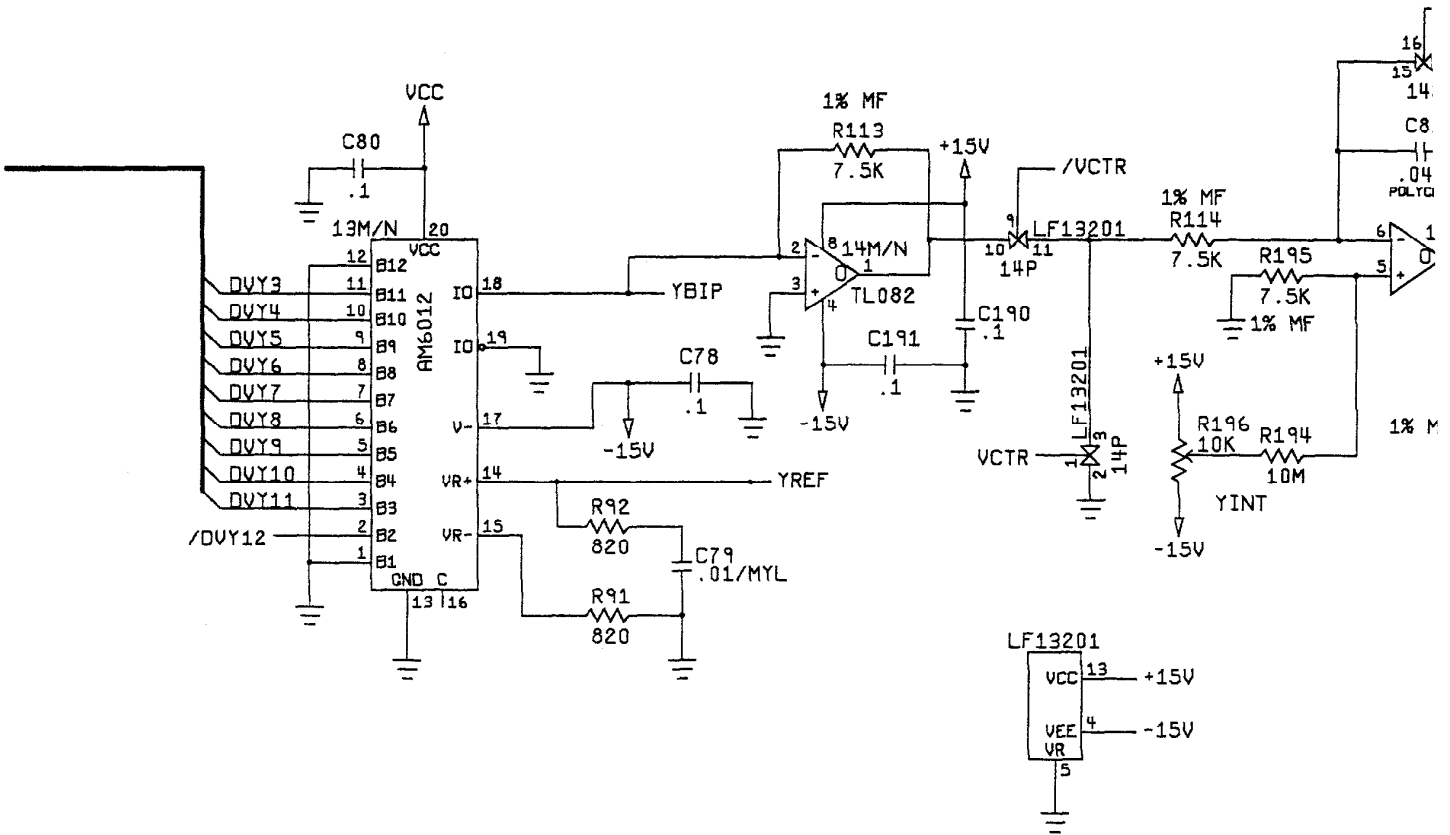 16
15
14
C8
.04
POLYC
VCC
C80
.1
1% MF
R113
7.5K
+15V
/VCTR
9
10
11
LF13201
14P
1% MF
R114
7.5K
13M/N
20
VCC
12 B12
DVY3 11 B11
DVY4 10 B10
DVY5 9 B9
DVY6 8 B8
DVY7 7 B7
DVY8 6 B6
DVY9 5 B5
DVY10 4 B4
DVY11 3 B3
/DVY12 2 B2
1 B1
AM6012
IO 18
IO 19
V- 17
VR+ 14
VR- 15
GND C
13 16
YBIP
2 -
3 +
8
14M/N
O 1
TL082
4
C190
.1
C191
.1
-15V
C78
.1
-15V
YREF
R92
820
C79
.01/MYL
R91
820
R195
7.5K
1% MF
6 -
5 +
O
1
LF13201
VCTR
1
3
2
14P
+15V
R196
10K
R194
10M
YINT
-15V
1% M
LF13201
VCC 13 +15V
VEE 4 -15V
VR
5